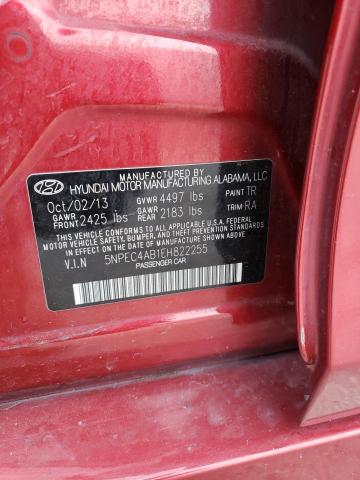 MANUFACTURED BY
HYUNDAI MOTOR MANUFACTURING ALABAMA, LLC
Oct/02/13 GVWR 4497 lbs PAINT TR
GAWR FRONT 2425 lbs GAWR REAR 2183 lbs TRIM RA
THIS VEHICLE CONFORMS TO ALL APPLICABLE U.S. FEDERAL
MOTOR VEHICLE SAFETY, BUMPER, AND THEFT PREVENTION
STANDARDS IN EFFECT ON THE DATE OF MANUFACTURE
SHOWN ABOVE.
V.I.N 5NPEC4AB1EH822255
PASSENGER CAR